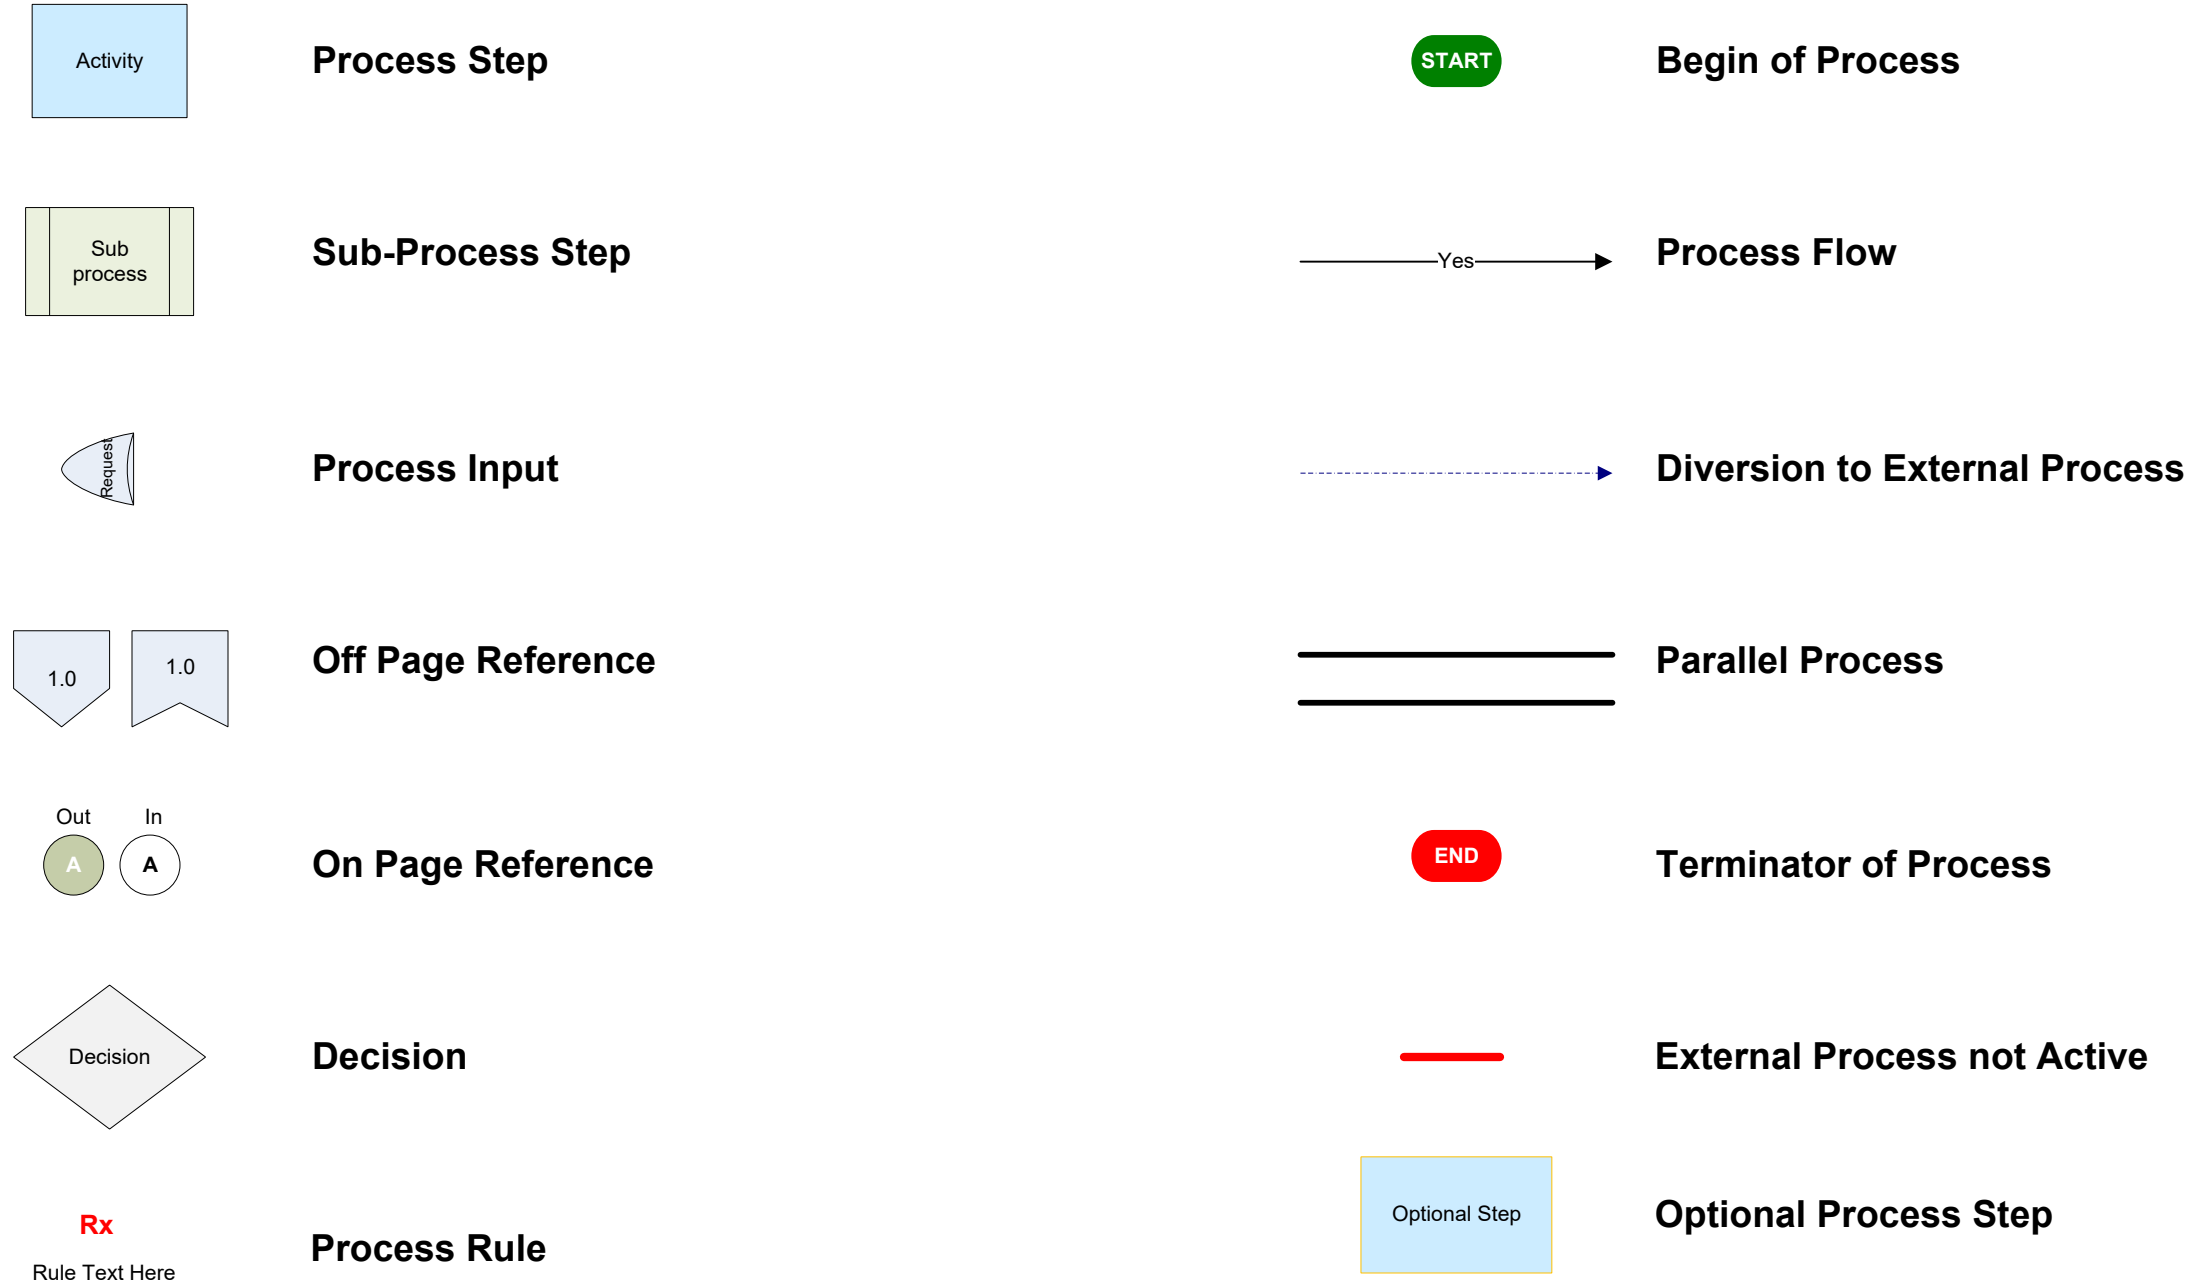 Activity
Process Step
START
Begin of Process
Sub
process
Sub-Process Step
Yes
Process Flow
Request
Process Input
Diversion to External Process
1.0
1.0
Off Page Reference
Parallel Process
Out
In
A
A
On Page Reference
END
Terminator of Process
Decision
Decision
External Process not Active
Rx
Rule Text Here
Process Rule
Optional Step
Optional Process Step